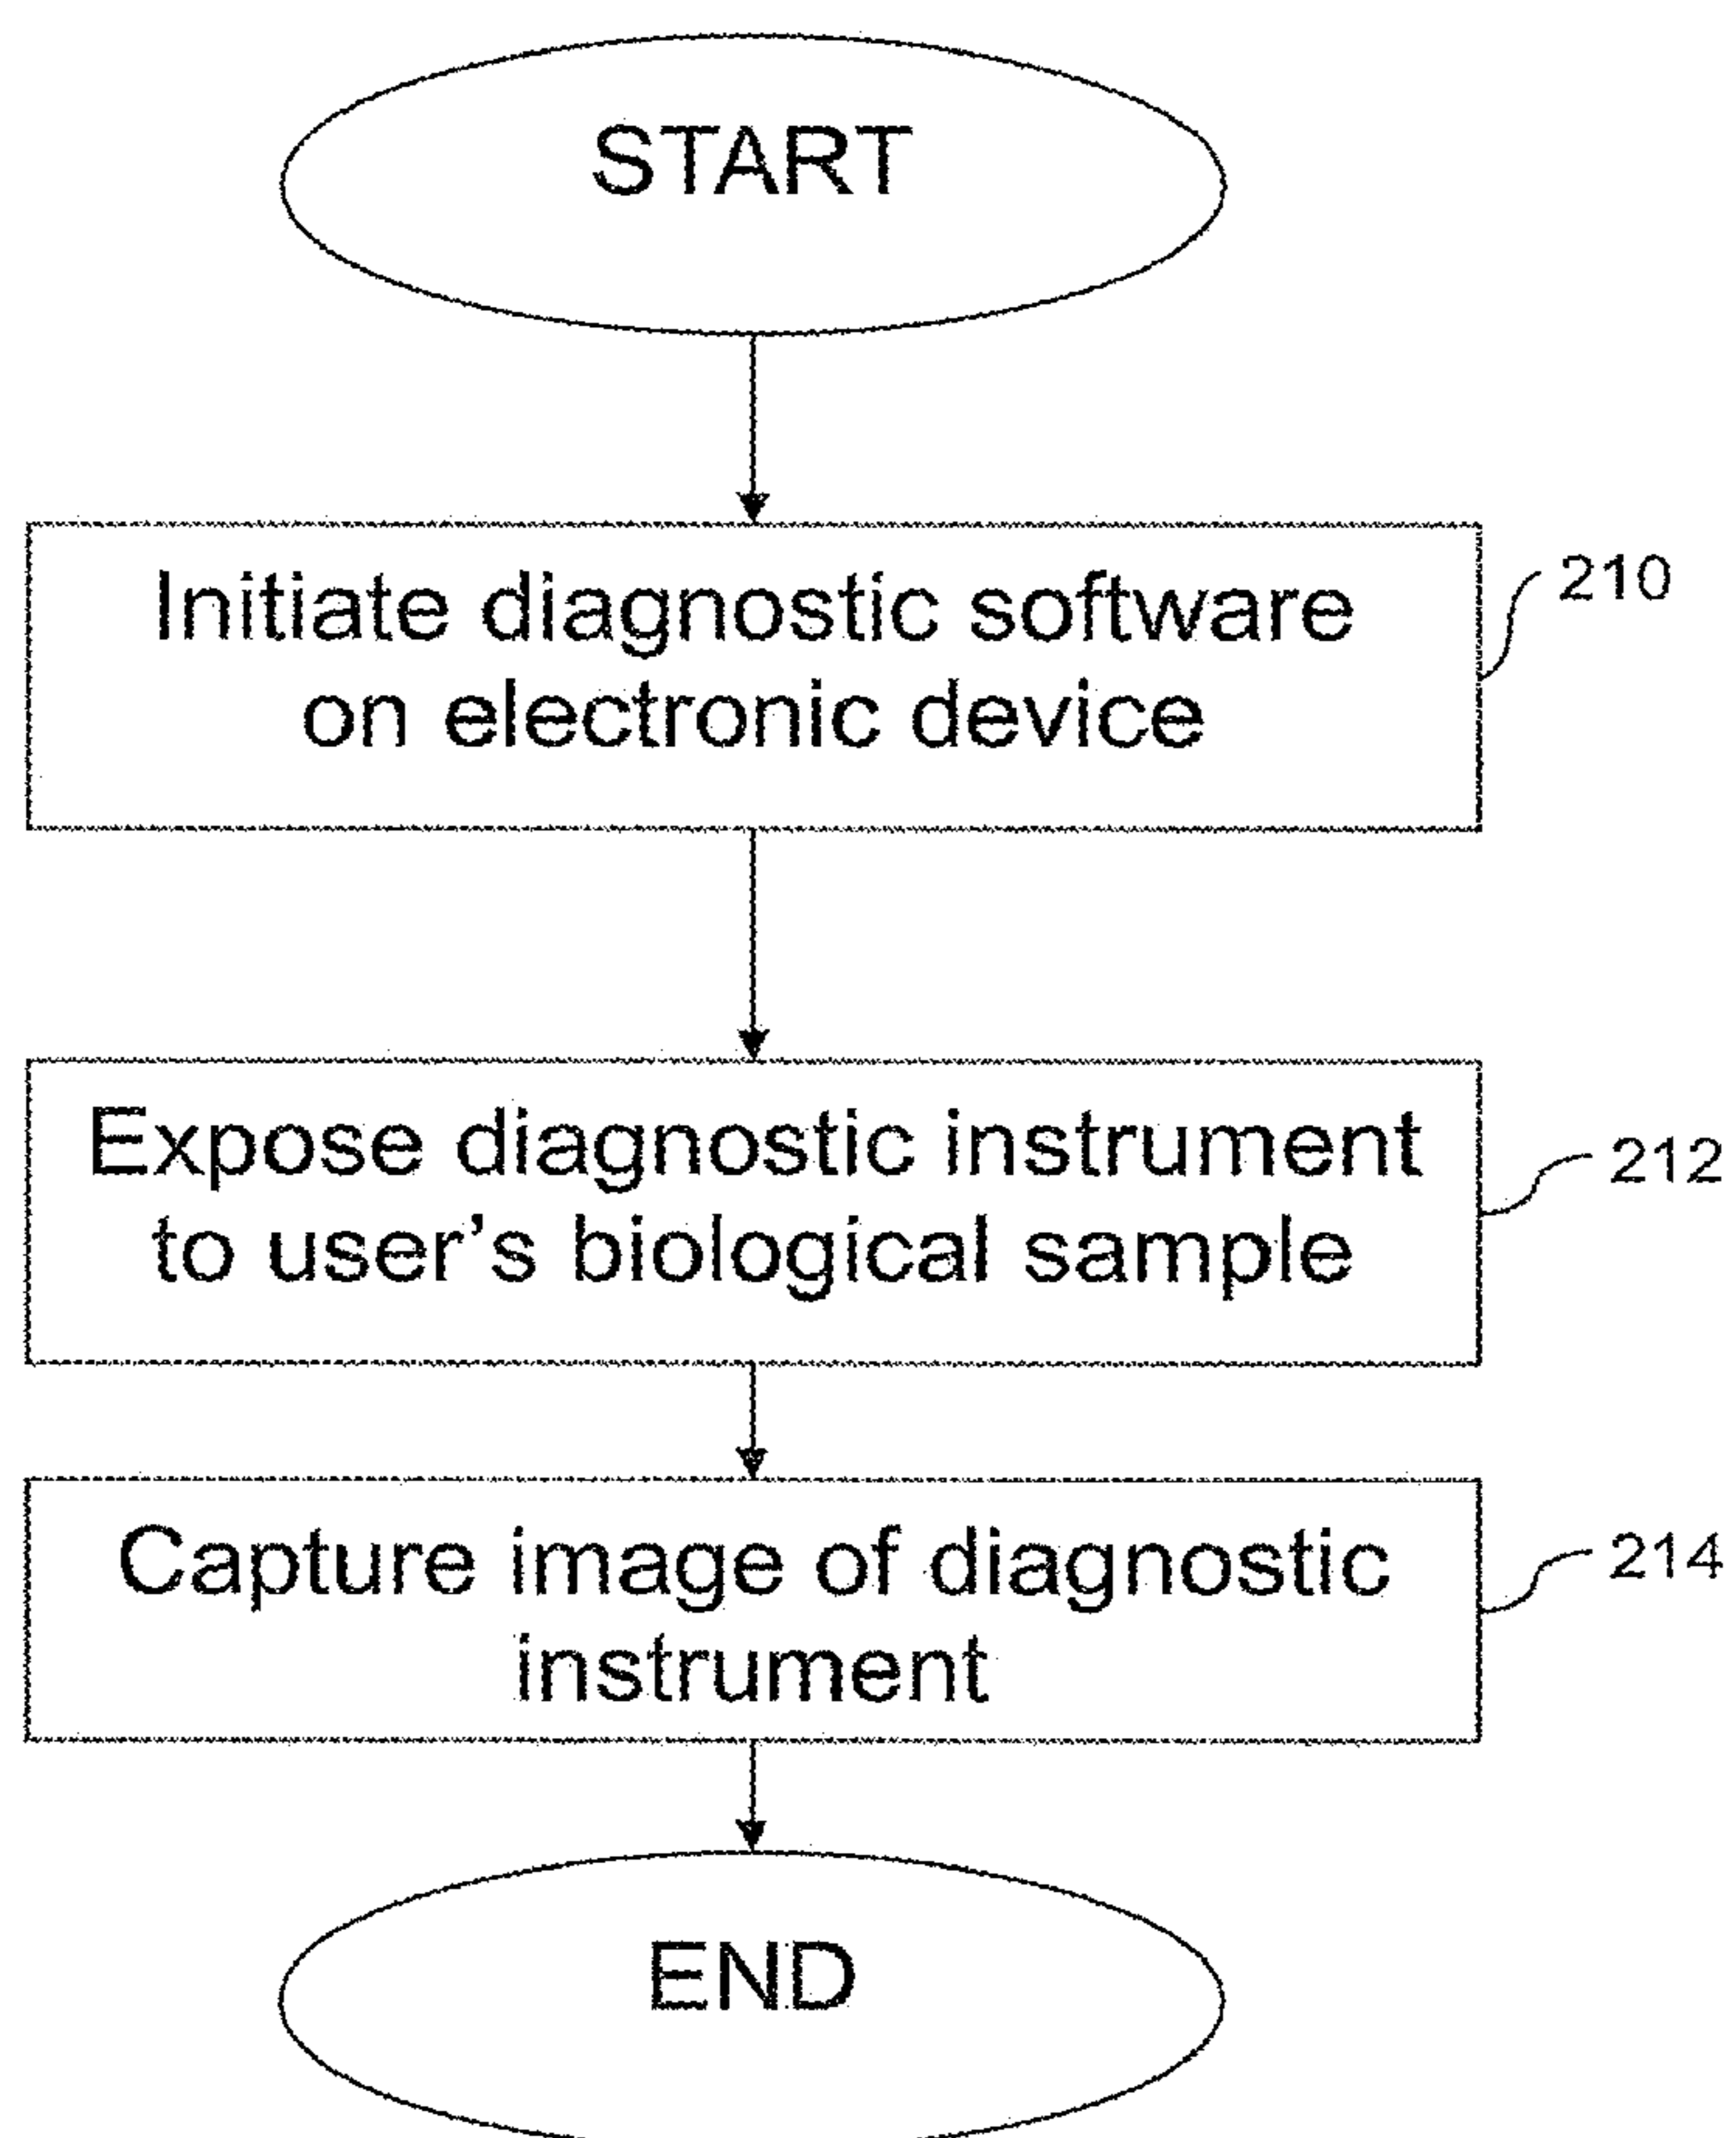 START
Initiate diagnostic software
on electronic device
210
Expose diagnostic instrument
to user’s biological sample
212
Capture image of diagnostic
instrument
214
END